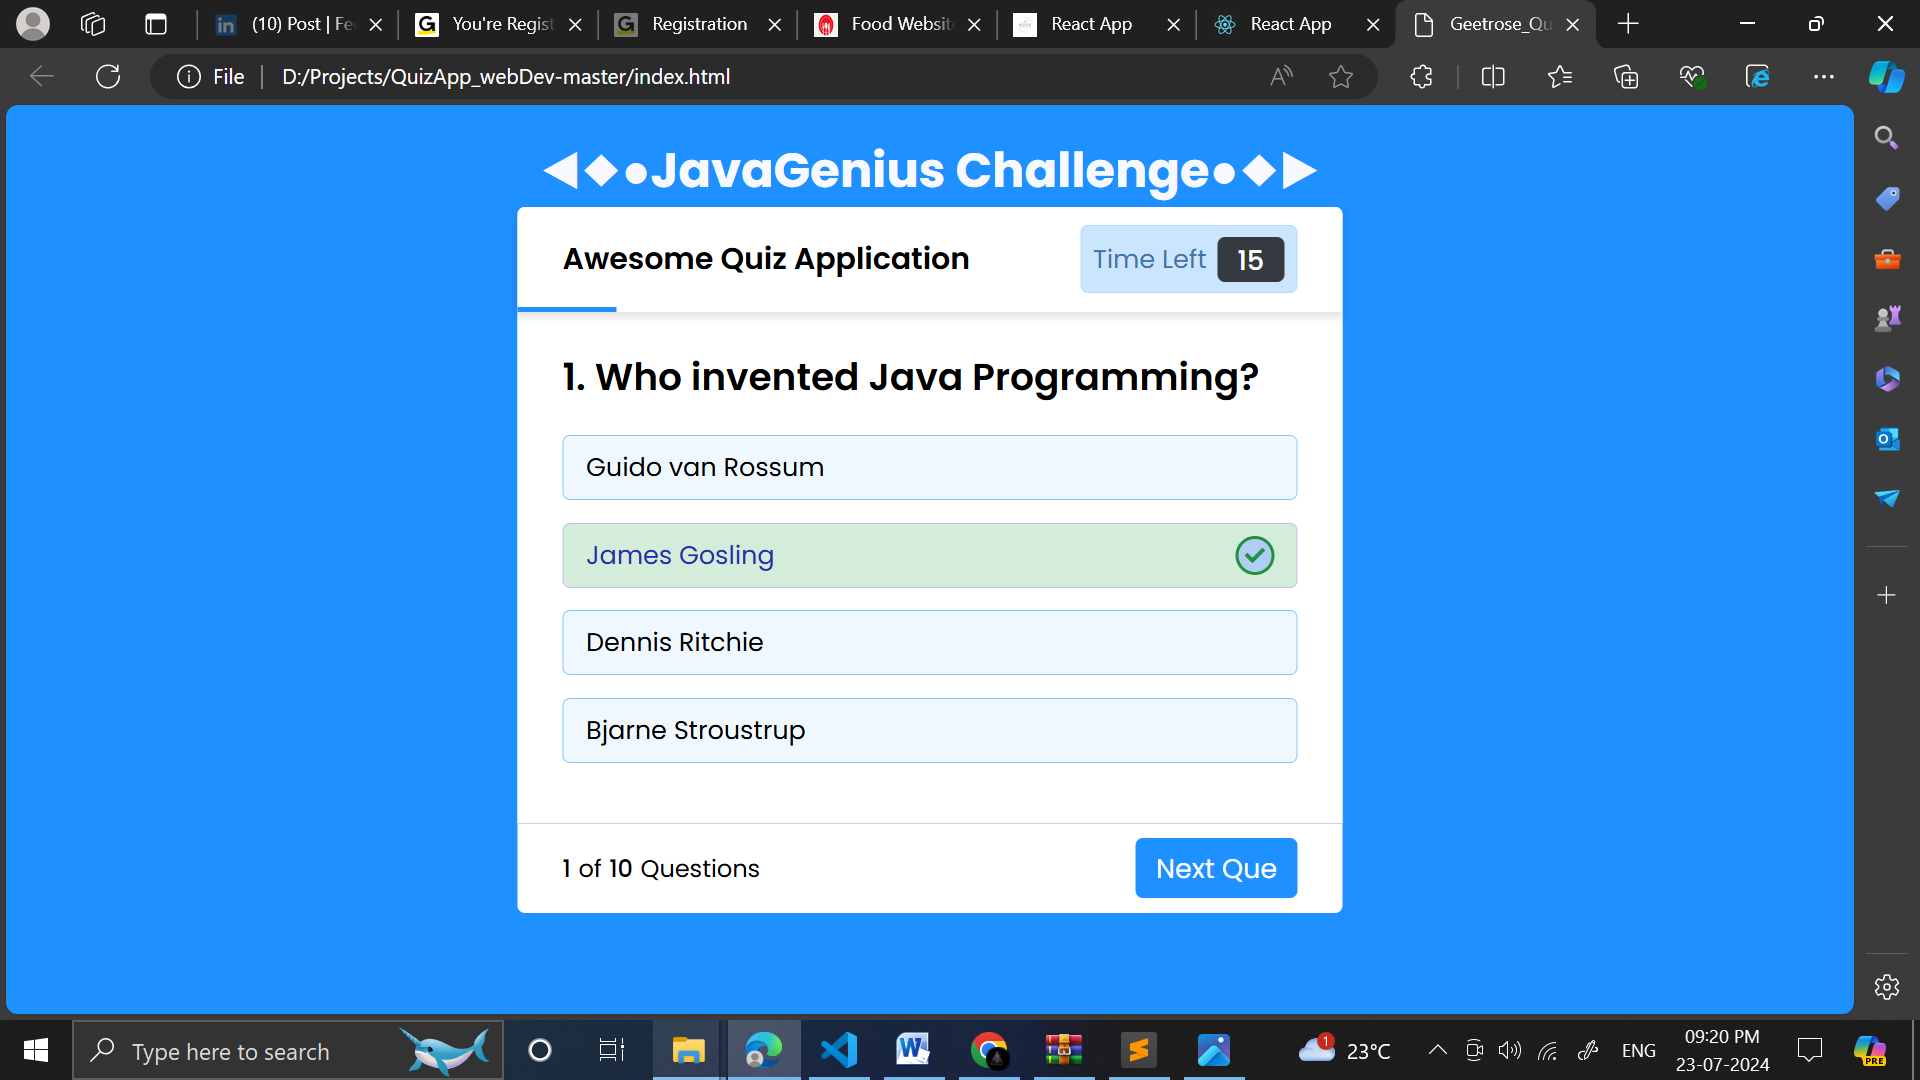 (10) Post | Fe
You're Regist
Registration
Food Websit
React App
React App
Geetrose_Qu
File
D:/Projects/QuizApp_webDev-master/index.html
◀◆●JavaGenius Challenge●◆▶
Awesome Quiz Application
Time Left 15
1. Who invented Java Programming?
Guido van Rossum
James Gosling
Dennis Ritchie
Bjarne Stroustrup
1 of 10 Questions
Next Que
Type here to search
1
23°C
ENG
09:20 PM
23-07-2024
PRE